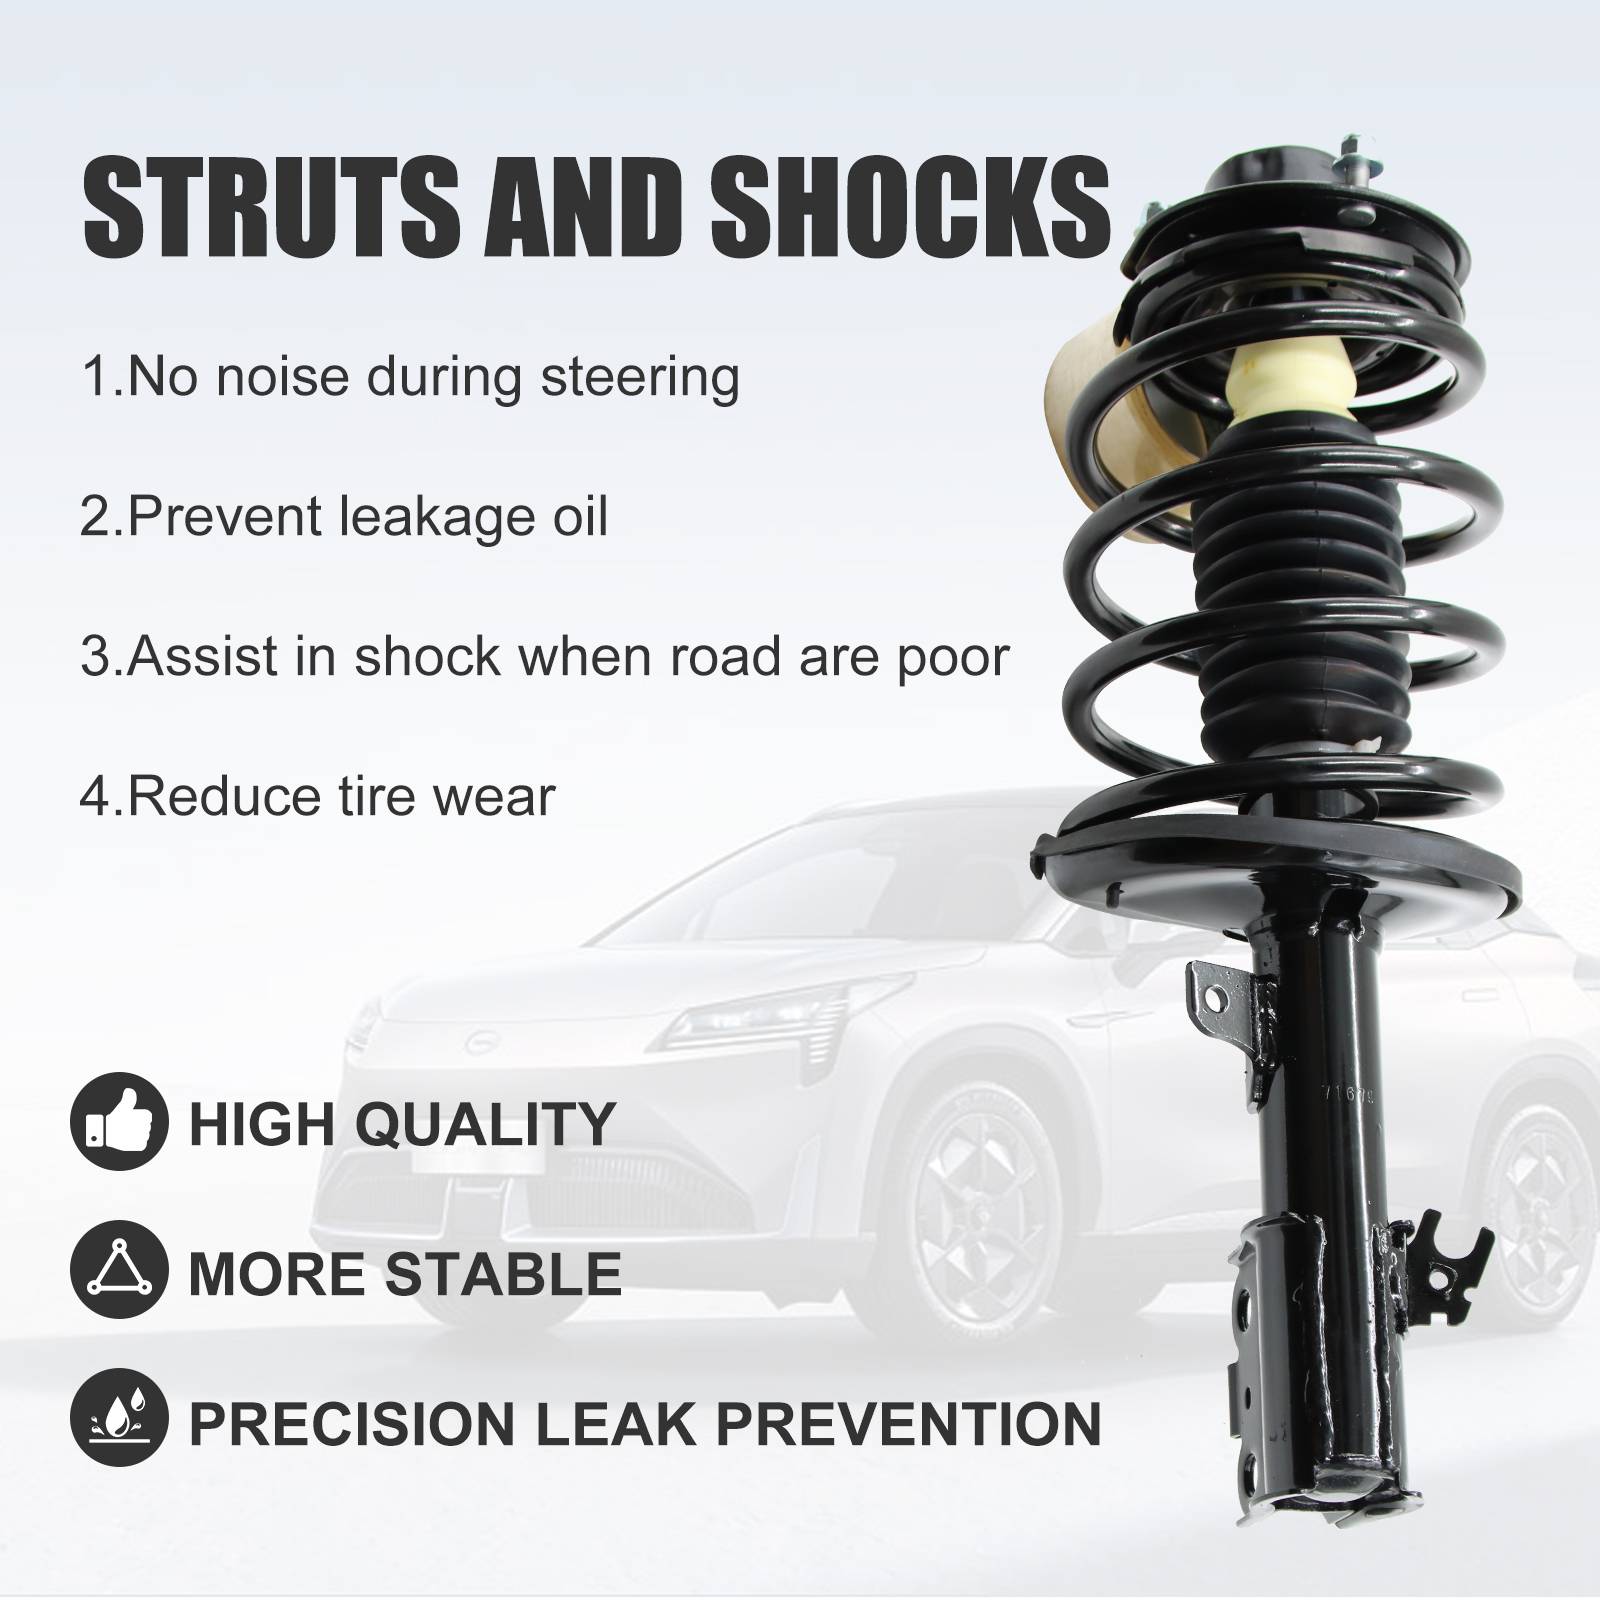 STRUTS AND SHOCKS
1.No noise during steering
2.Prevent leakage oil
3.Assist in shock when road are poor
4.Reduce tire wear
HIGH QUALITY
MORE STABLE
PRECISION LEAK PREVENTION